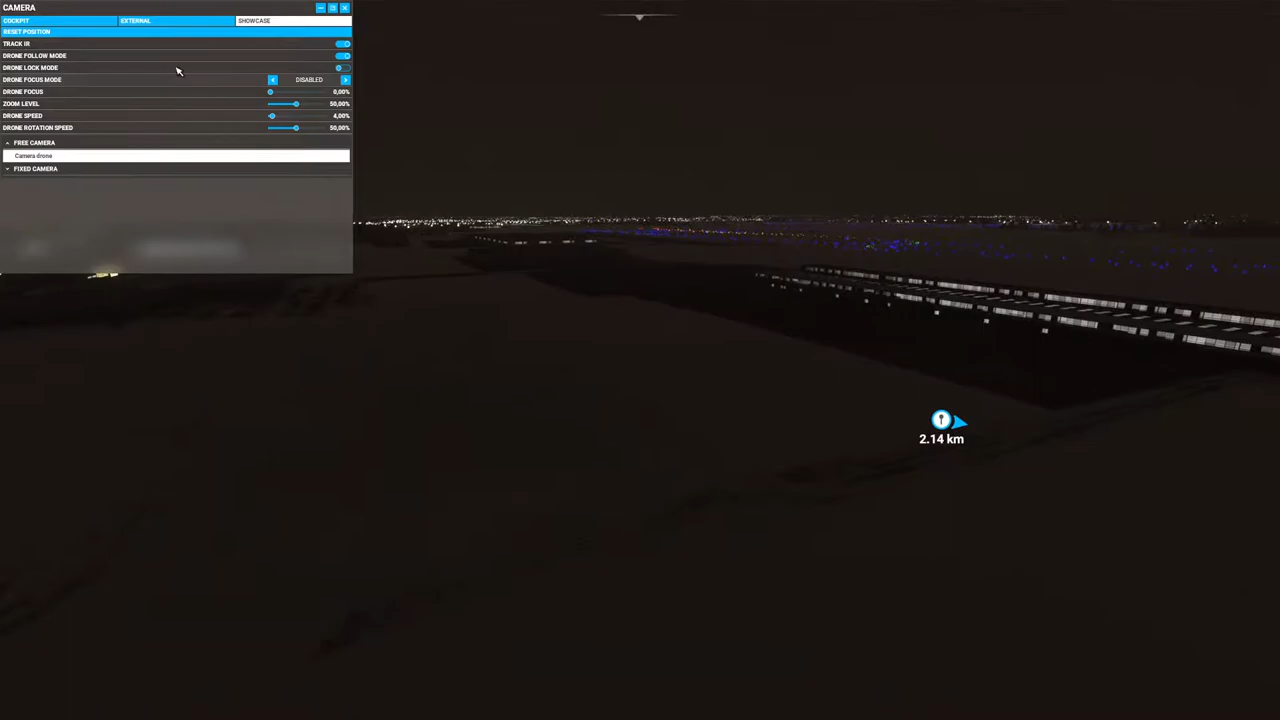 CAMERA
COCKPIT EXTERNAL SHOWCASE
RESET POSITION
TRACK IR
DRONE FOLLOW MODE
DRONE LOCK MODE
DRONE FOCUS MODE DISABLED
DRONE FOCUS 0,00%
ZOOM LEVEL 50,00%
DRONE SPEED 4,00%
DRONE ROTATION SPEED 50,00%
FREE CAMERA
Camera drone
FIXED CAMERA
2.14 km